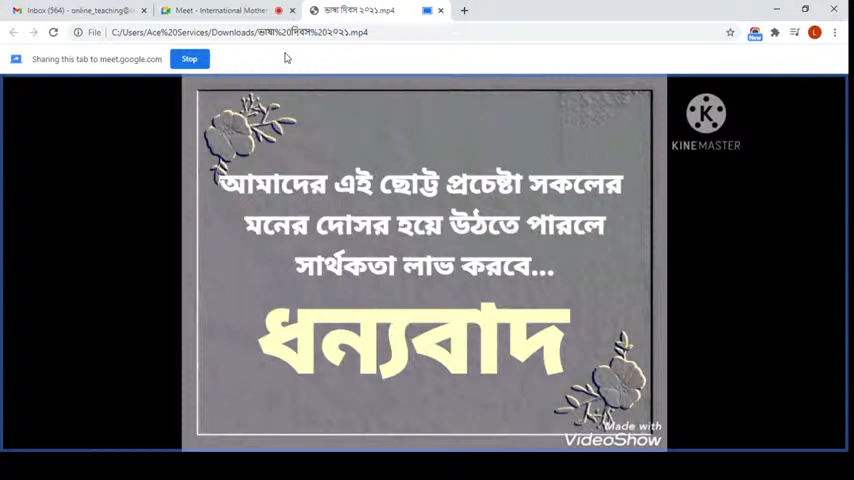 Inbox (564) - online_teaching@
Meet - International Mother
ভাষা দিবস ২০২১.mp4
File
C:/Users/Ace%20Services/Downloads/ভাষা%20দিবস%20২০২১.mp4
New
L
Sharing this tab to meet.google.com
Stop
K
KINEMASTER
আমাদের এই ছোট্ট প্রচেষ্টা সকলের
মনের দোসর হয়ে উঠতে পারলে
সার্থকতা লাভ করবে...
ধন্যবাদ
Made with
VideoShow